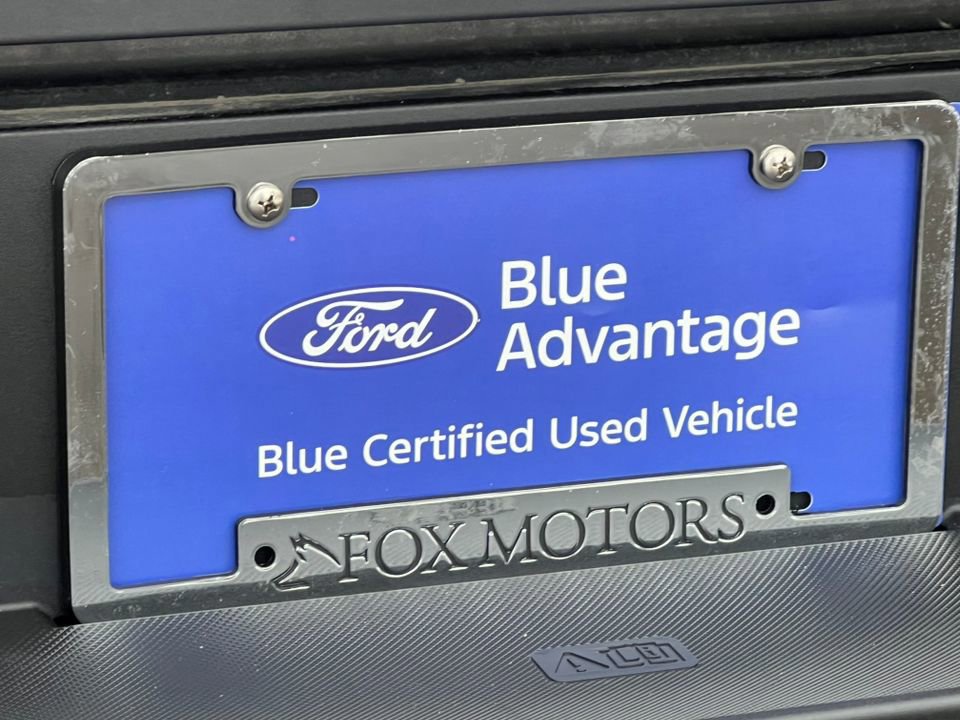 Ford
Blue
Advantage
Blue Certified Used Vehicle
FOX MOTORS